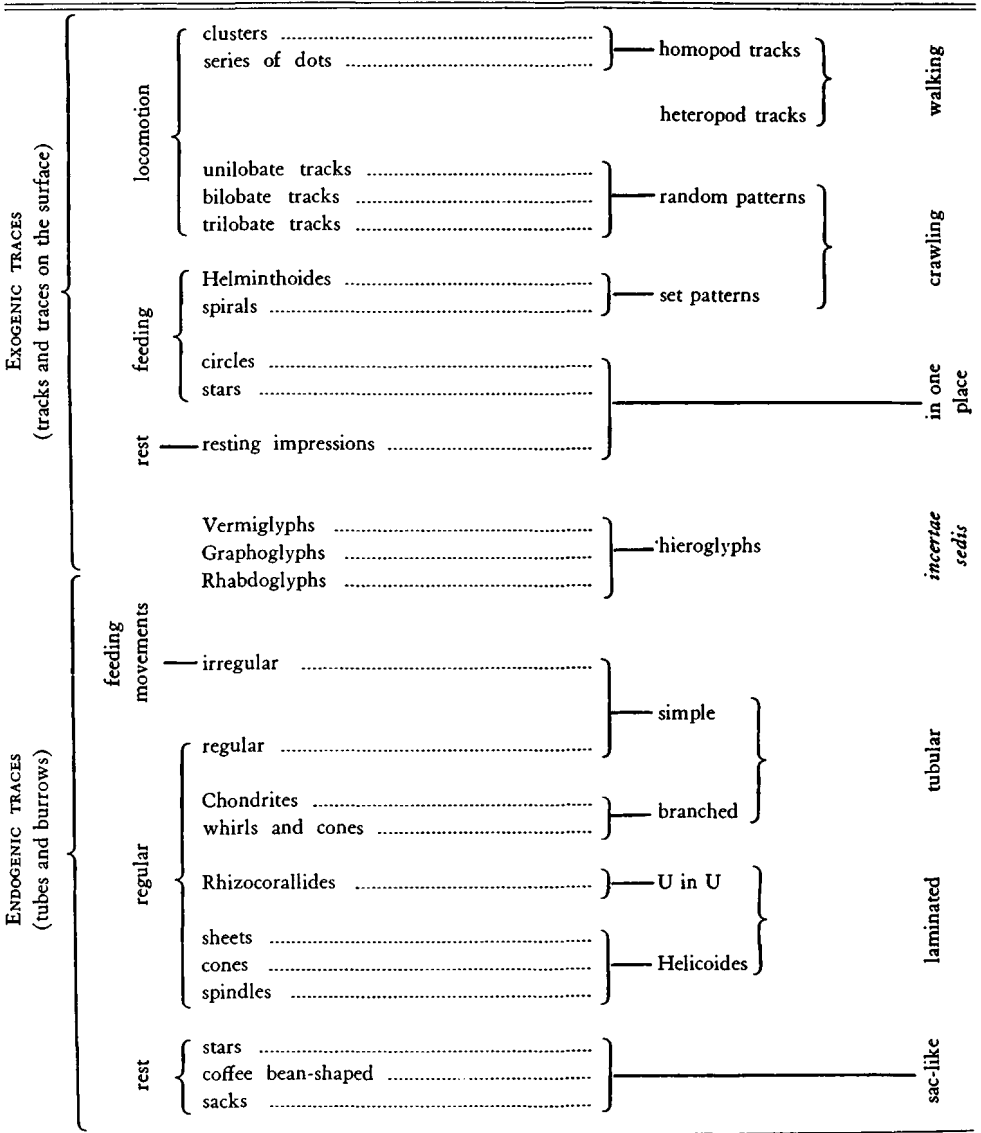 EXOGENIC TRACES
(tracks and traces on the surface)
locomotion
clusters
series of dots
homopod tracks
heteropod tracks
walking
unilobate tracks
bilobate tracks
trilobate tracks
random patterns
crawling
feeding
Helminthoides
spirals
set patterns
circles
stars
in one
place
rest
resting impressions
Vermiglyphs
Graphoglyphs
Rhabdoglyphs
hieroglyphs
incertae
sedis
ENDOGENIC TRACES
(tubes and burrows)
feeding
movements
irregular
simple
regular
regular
tubular
Chondrites
whirls and cones
branched
Rhizocorallides
U in U
laminated
sheets
cones
spindles
Helicoides
rest
stars
coffee bean-shaped
sacks
sac-like